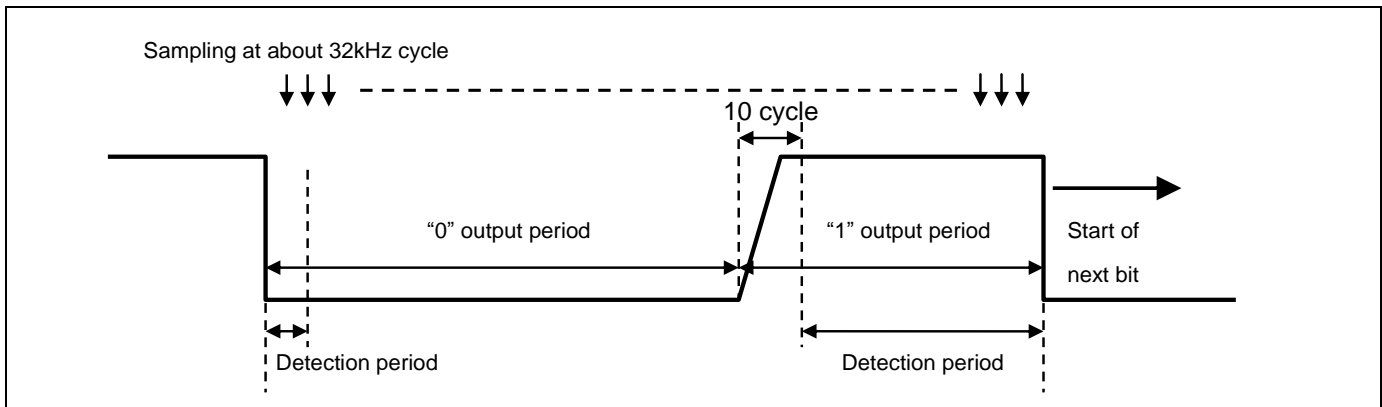 Sampling at about 32kHz cycle
10 cycle
“0” output period
“1” output period
Start of
next bit
Detection period
Detection period